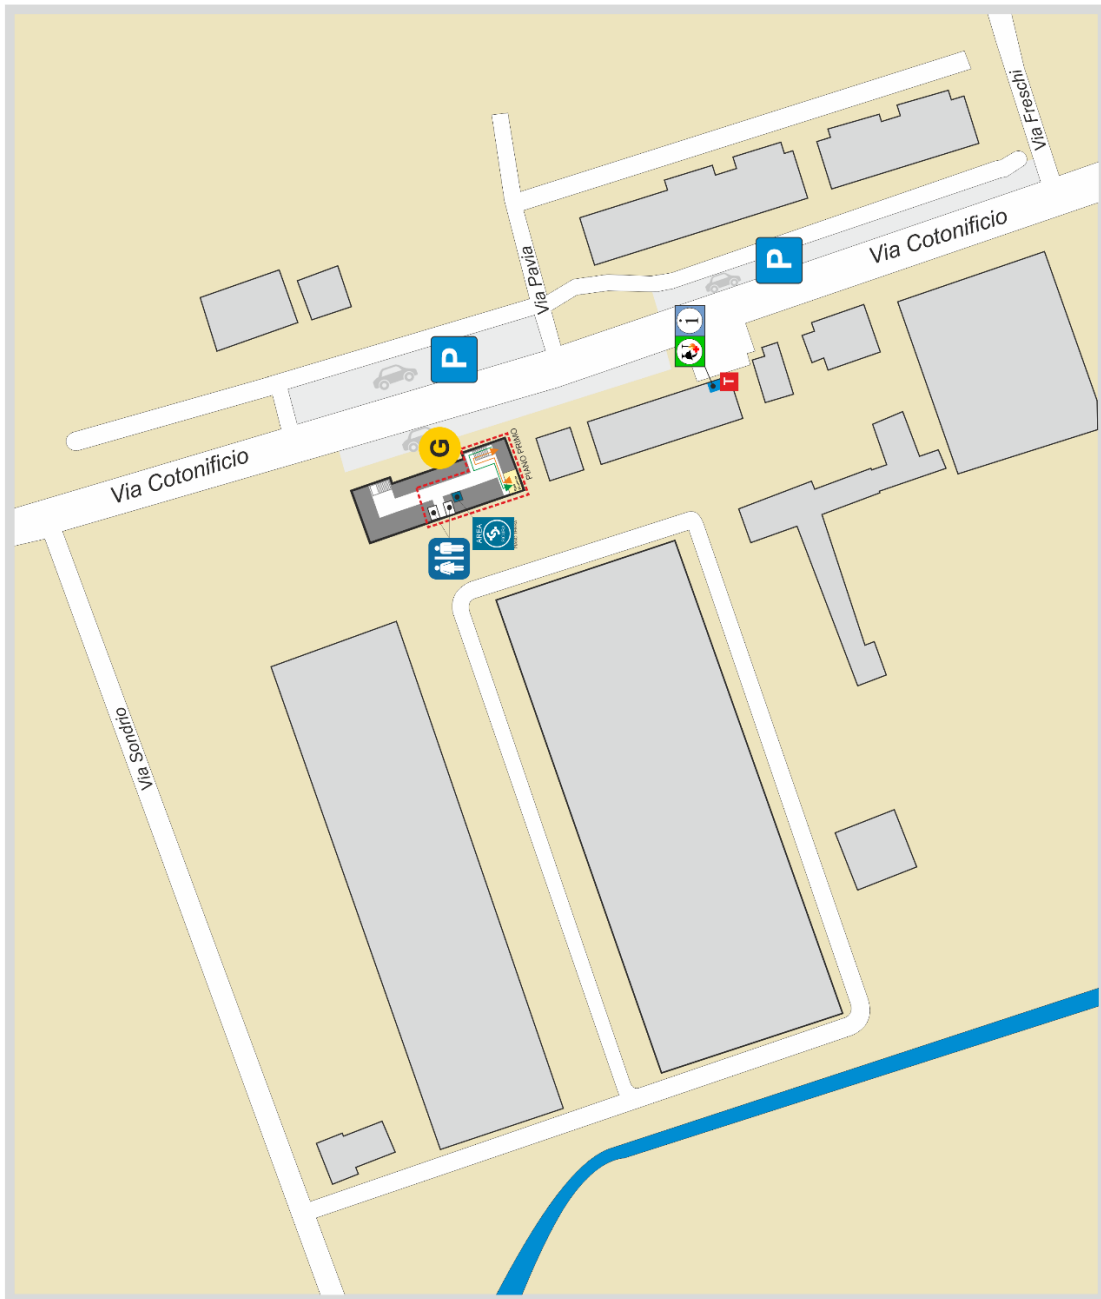 Via Freschi
Via Cotonificio
P
Via Pavia
i
P
T
G
PIANO PRIMO
Via Cotonificio
AREA
Via Sondrio